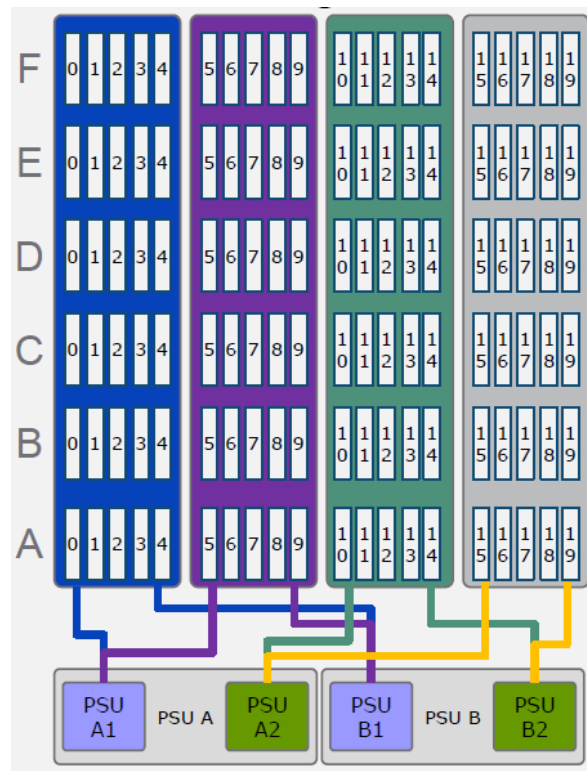 F 0 1 2 3 4 5 6 7 8 9 10 11 12 13 14 15 16 17 18 19
E 0 1 2 3 4 5 6 7 8 9 10 11 12 13 14 15 16 17 18 19
D 0 1 2 3 4 5 6 7 8 9 10 11 12 13 14 15 16 17 18 19
C 0 1 2 3 4 5 6 7 8 9 10 11 12 13 14 15 16 17 18 19
B 0 1 2 3 4 5 6 7 8 9 10 11 12 13 14 15 16 17 18 19
A 0 1 2 3 4 5 6 7 8 9 10 11 12 13 14 15 16 17 18 19
PSU A1
PSU A
PSU A2
PSU B1
PSU B
PSU B2